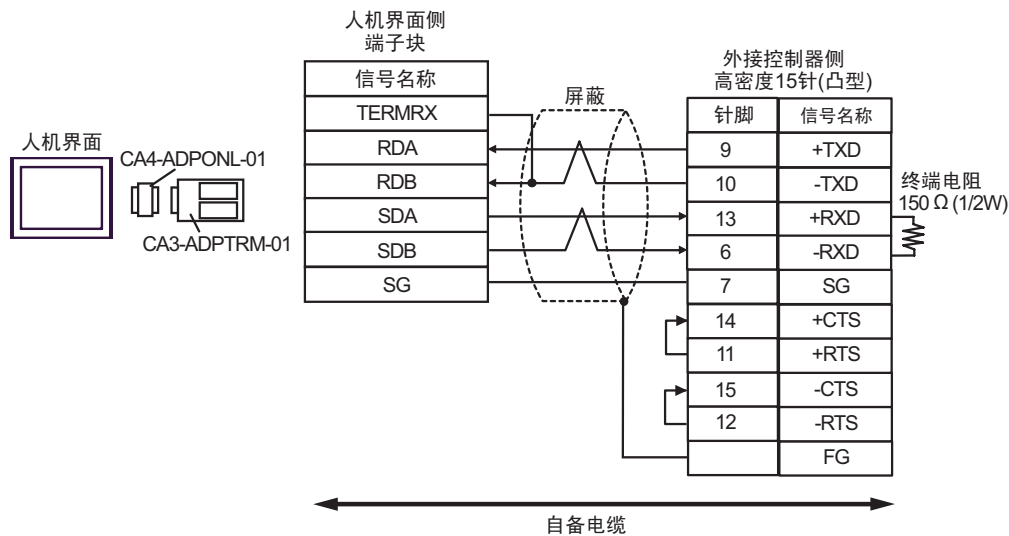 人机界面侧
端子块
信号名称
TERMRX
RDA
RDB
SDA
SDB
SG
屏蔽
人机界面
CA4-ADPONL-01
CA3-ADPTRM-01
外接控制器侧
高密度15针(凸型)
针脚 信号名称
9 +TXD
10 -TXD
13 +RXD
6 -RXD
7 SG
14 +CTS
11 +RTS
15 -CTS
12 -RTS
FG
终端电阻
150 Ω (1/2W)
自备电缆